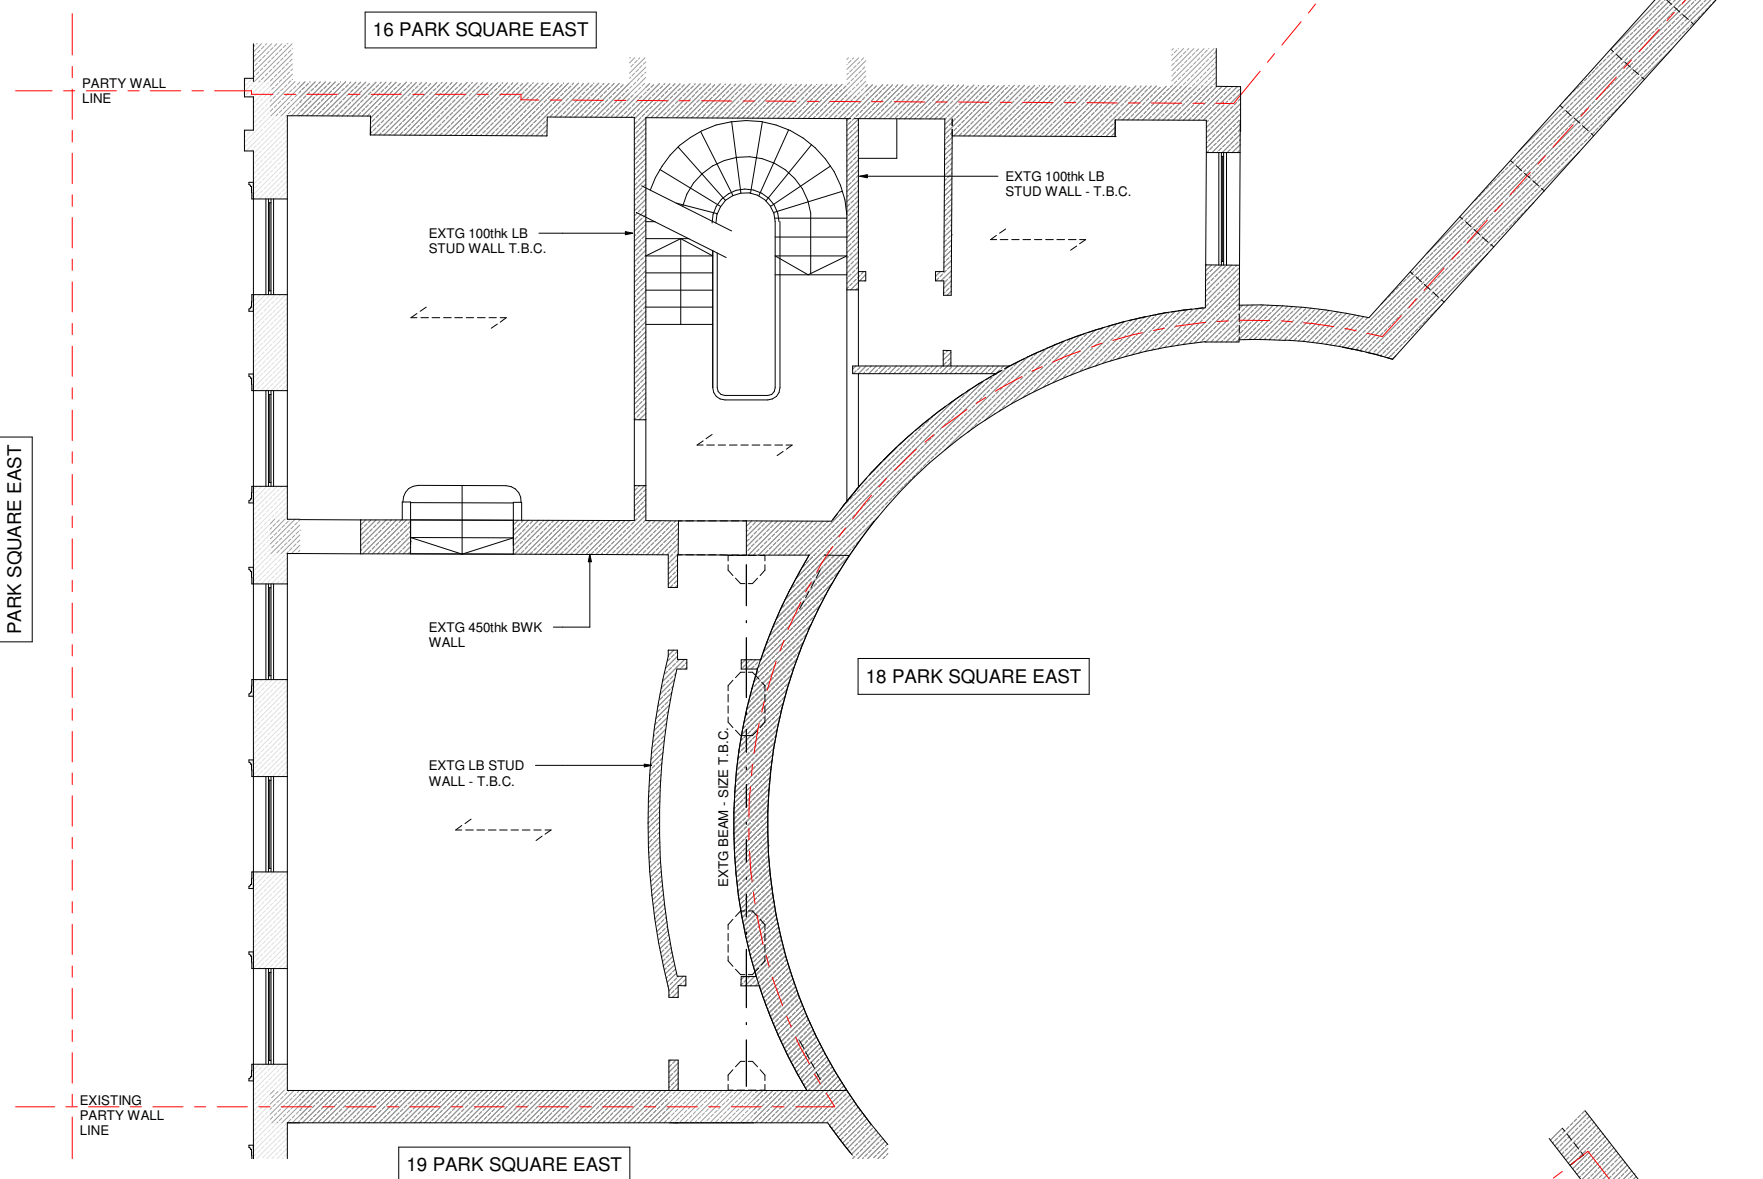 16 PARK SQUARE EAST
PARTY WALL
LINE
EXTG 100thk LB
STUD WALL - T.B.C.
EXTG 100thk LB
STUD WALL T.B.C.
PARK SQUARE EAST
EXTG 450thk BWK
WALL
18 PARK SQUARE EAST
EXTG LB STUD
WALL - T.B.C.
EXTG BEAM - SIZE T.B.C.
EXISTING
PARTY WALL
LINE
19 PARK SQUARE EAST